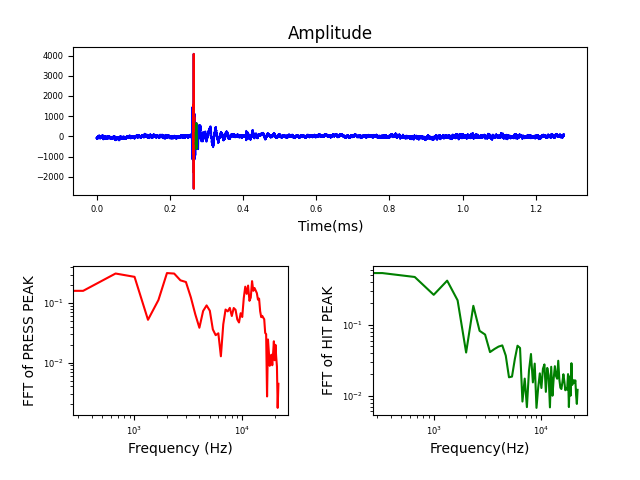 Amplitude
4000
3000
2000
1000
0
−1000
−2000
0.0 0.2 0.4 0.6 0.8 1.0 1.2
Time(ms)
FFT of PRESS PEAK
10⁻¹
10⁻²
10³ 10⁴
Frequency (Hz)
FFT of HIT PEAK
10⁻¹
10⁻²
10³ 10⁴
Frequency(Hz)